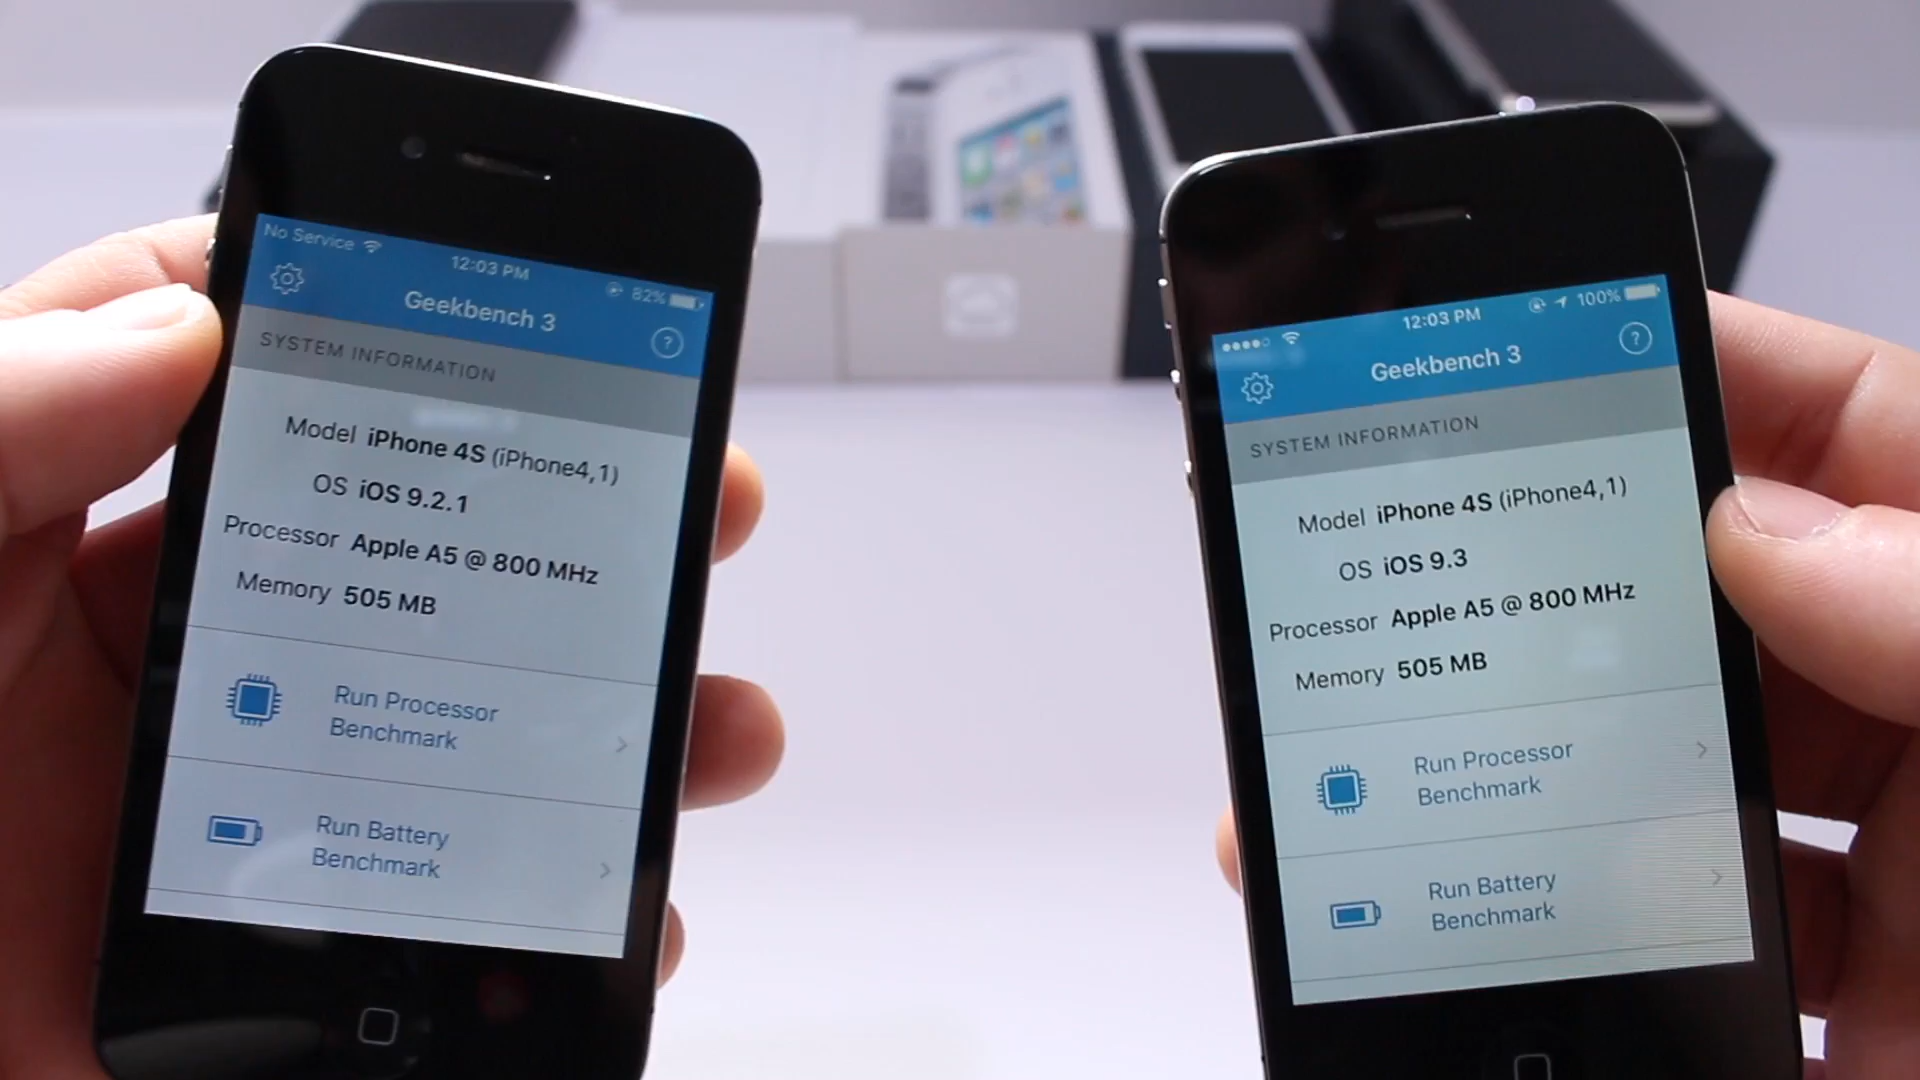 No Service
12:03 PM
82%
Geekbench 3
?
SYSTEM INFORMATION
Model iPhone 4S (iPhone4,1)
OS iOS 9.2.1
Processor Apple A5 @ 800 MHz
Memory 505 MB
Run Processor
Benchmark
Run Battery
Benchmark
12:03 PM
100%
Geekbench 3
?
SYSTEM INFORMATION
Model iPhone 4S (iPhone4,1)
OS iOS 9.3
Processor Apple A5 @ 800 MHz
Memory 505 MB
Run Processor
Benchmark
Run Battery
Benchmark